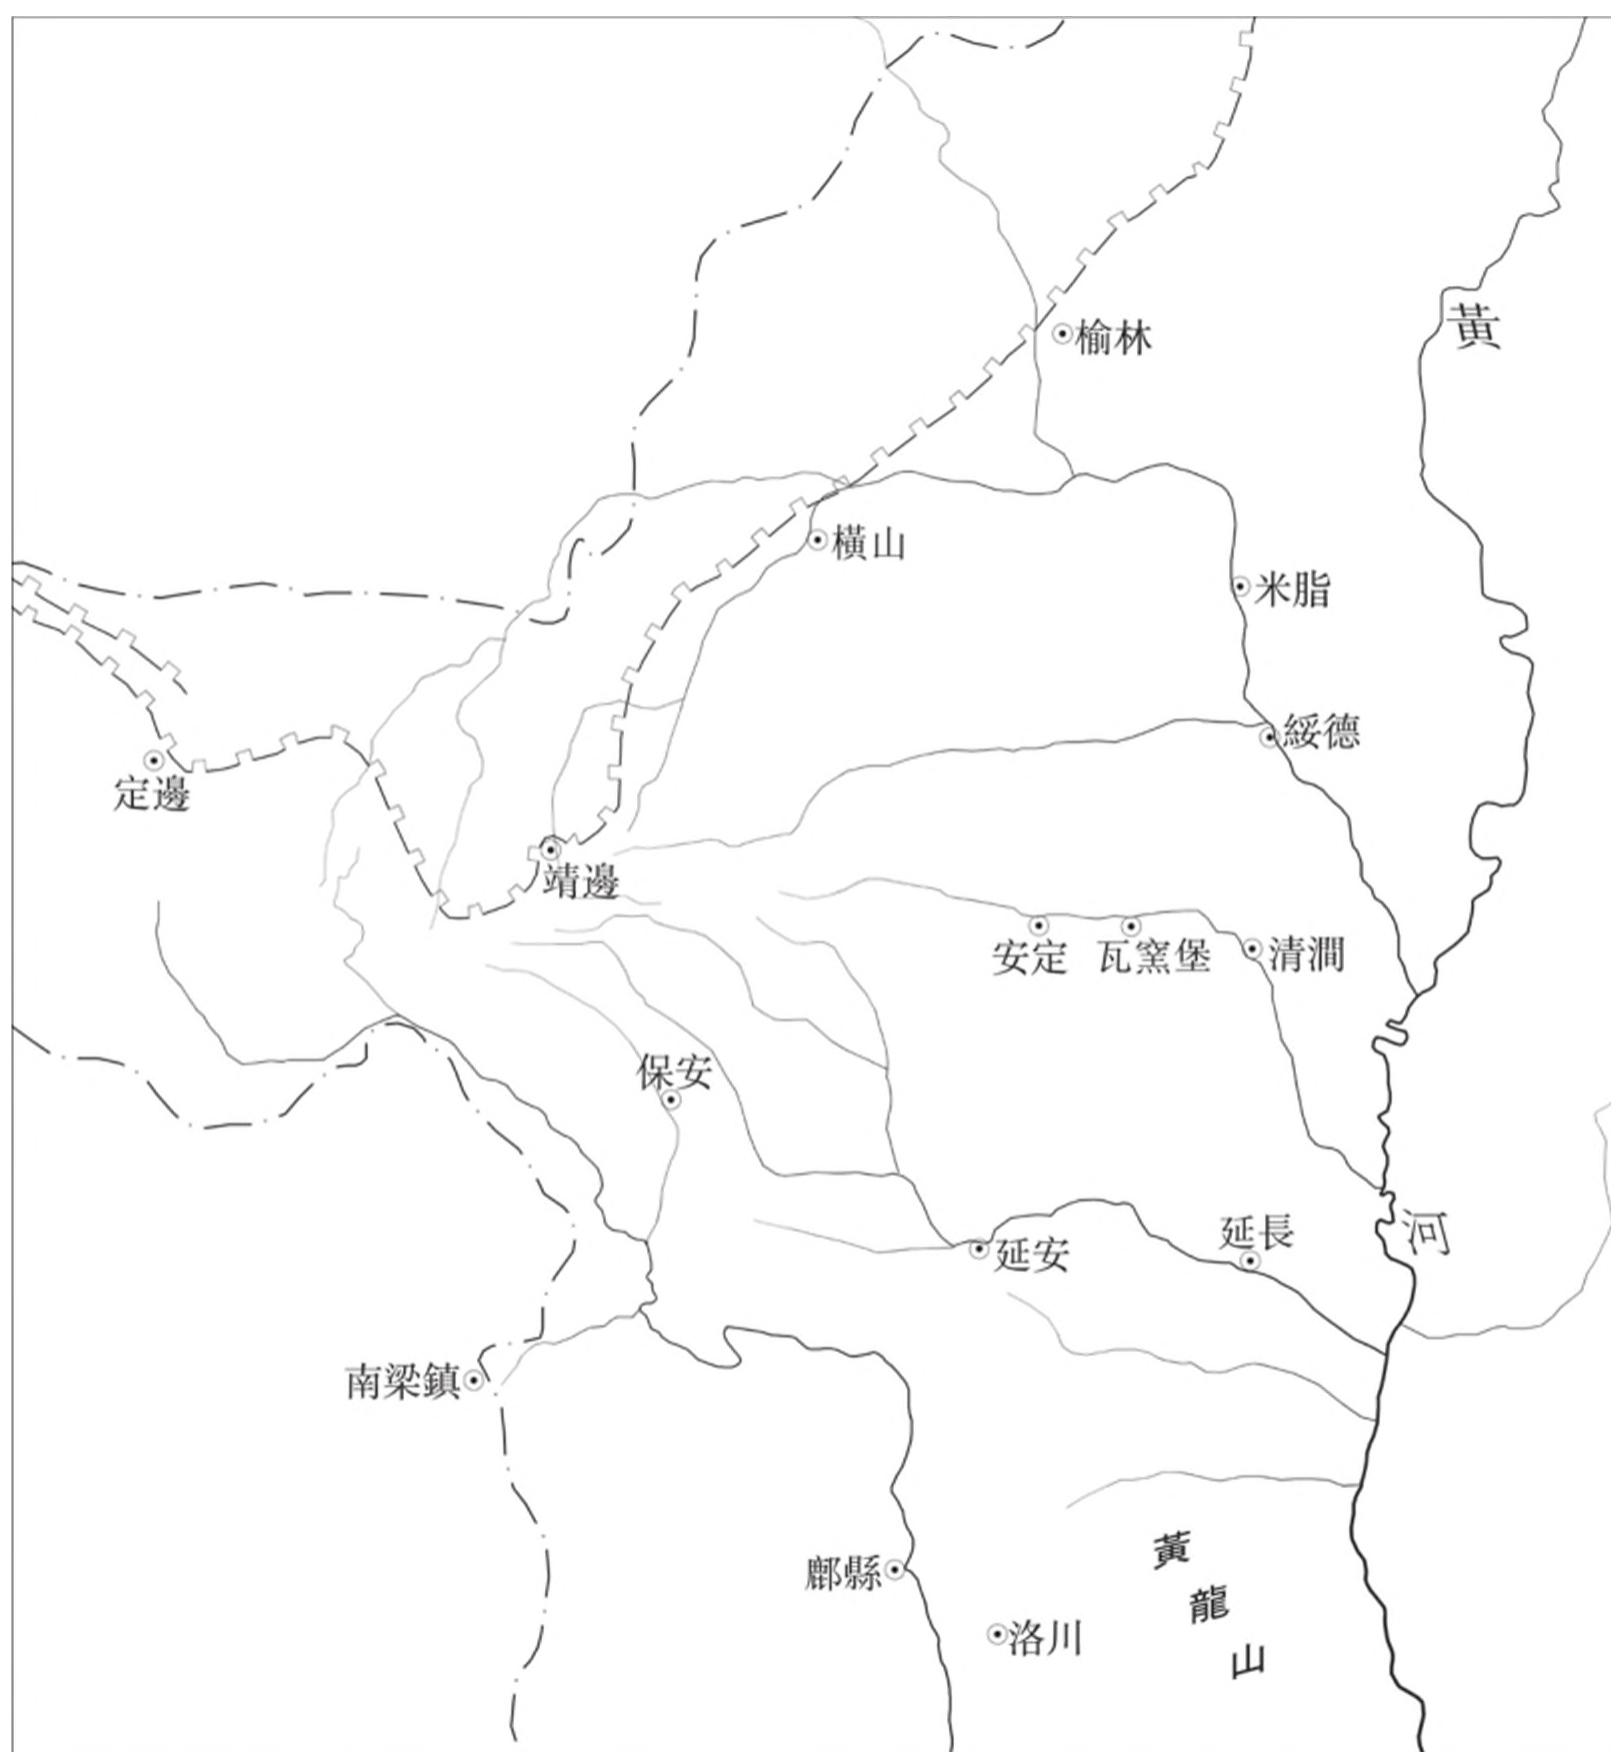 黃
榆林
橫山
米脂
綏德
定邊
靖邊
安定
瓦窯堡
清澗
保安
河
延長
延安
南梁鎮
鄜縣
洛川
黃
龍
山